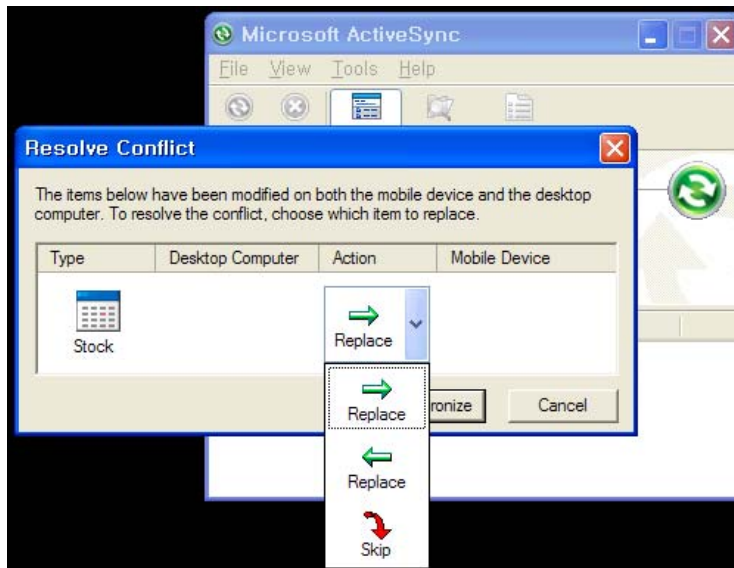 Microsoft ActiveSync
File View Tools Help
Resolve Conflict
The items below have been modified on both the mobile device and the desktop
computer. To resolve the conflict, choose which item to replace.
Type Desktop Computer Action Mobile Device
Stock
Replace
Replace
ronize
Cancel
Replace
Skip